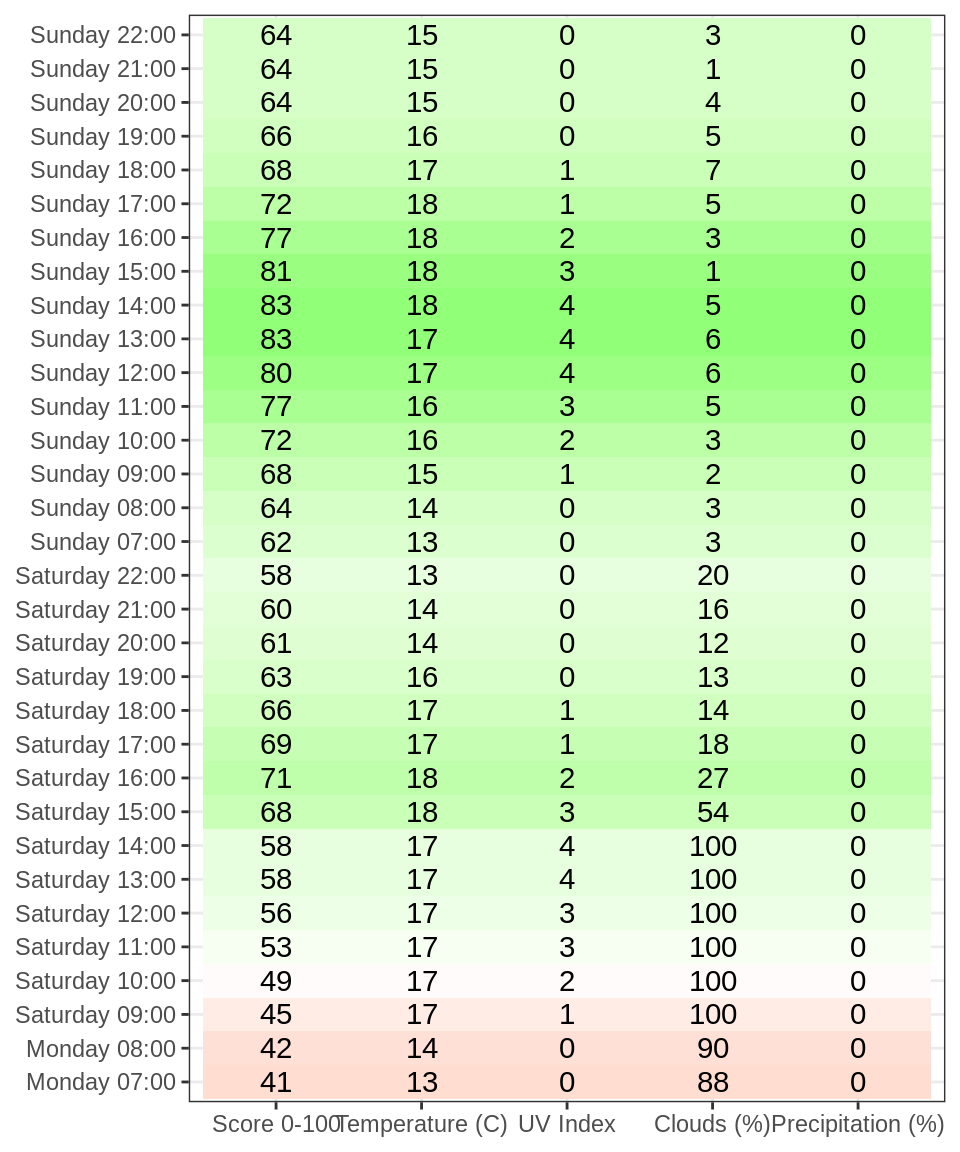 Sunday 22:00 64 15 0 3 0
Sunday 21:00 64 15 0 1 0
Sunday 20:00 64 15 0 4 0
Sunday 19:00 66 16 0 5 0
Sunday 18:00 68 17 1 7 0
Sunday 17:00 72 18 1 5 0
Sunday 16:00 77 18 2 3 0
Sunday 15:00 81 18 3 1 0
Sunday 14:00 83 18 4 5 0
Sunday 13:00 83 17 4 6 0
Sunday 12:00 80 17 4 6 0
Sunday 11:00 77 16 3 5 0
Sunday 10:00 72 16 2 3 0
Sunday 09:00 68 15 1 2 0
Sunday 08:00 64 14 0 3 0
Sunday 07:00 62 13 0 3 0
Saturday 22:00 58 13 0 20 0
Saturday 21:00 60 14 0 16 0
Saturday 20:00 61 14 0 12 0
Saturday 19:00 63 16 0 13 0
Saturday 18:00 66 17 1 14 0
Saturday 17:00 69 17 1 18 0
Saturday 16:00 71 18 2 27 0
Saturday 15:00 68 18 3 54 0
Saturday 14:00 58 17 4 100 0
Saturday 13:00 58 17 4 100 0
Saturday 12:00 56 17 3 100 0
Saturday 11:00 53 17 3 100 0
Saturday 10:00 49 17 2 100 0
Saturday 09:00 45 17 1 100 0
Monday 08:00 42 14 0 90 0
Monday 07:00 41 13 0 88 0
Score 0-100 Temperature (C) UV Index Clouds (%) Precipitation (%)